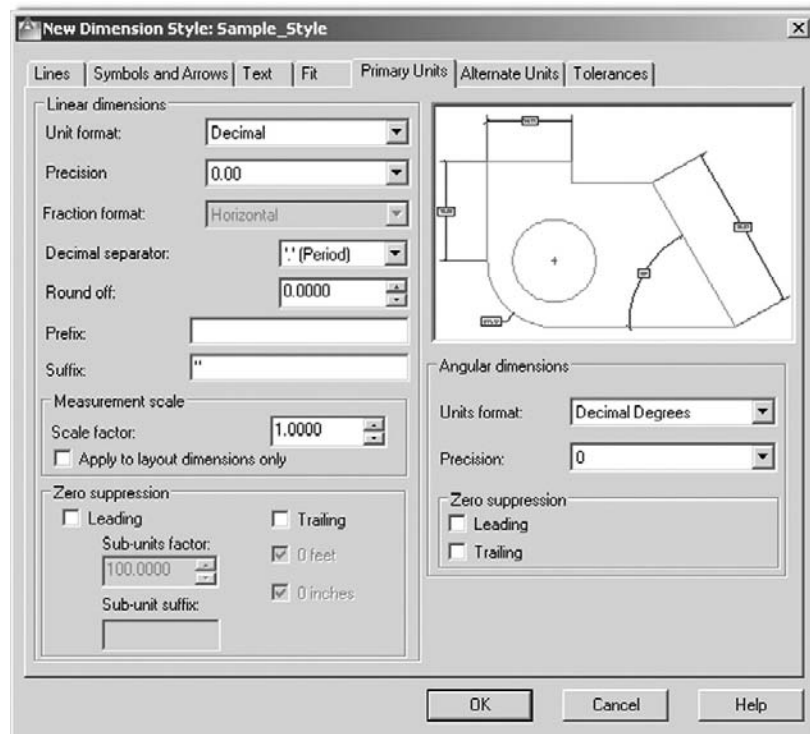 New Dimension Style: Sample_Style
Lines
Symbols and Arrows
Text
Fit
Primary Units
Alternate Units
Tolerances
Linear dimensions
Unit format:
Decimal
Precision
0.00
Fraction format:
Horizontal
Decimal separator:
'.' (Period)
Round off:
0.0000
Prefix:
Suffix:
"
Measurement scale
Scale factor:
1.0000
Apply to layout dimensions only
Zero suppression
Leading
Trailing
Sub-units factor:
100.0000
0 feet
0 inches
Sub-unit suffix:
Angular dimensions
Units format:
Decimal Degrees
Precision:
0
Zero suppression
Leading
Trailing
OK
Cancel
Help